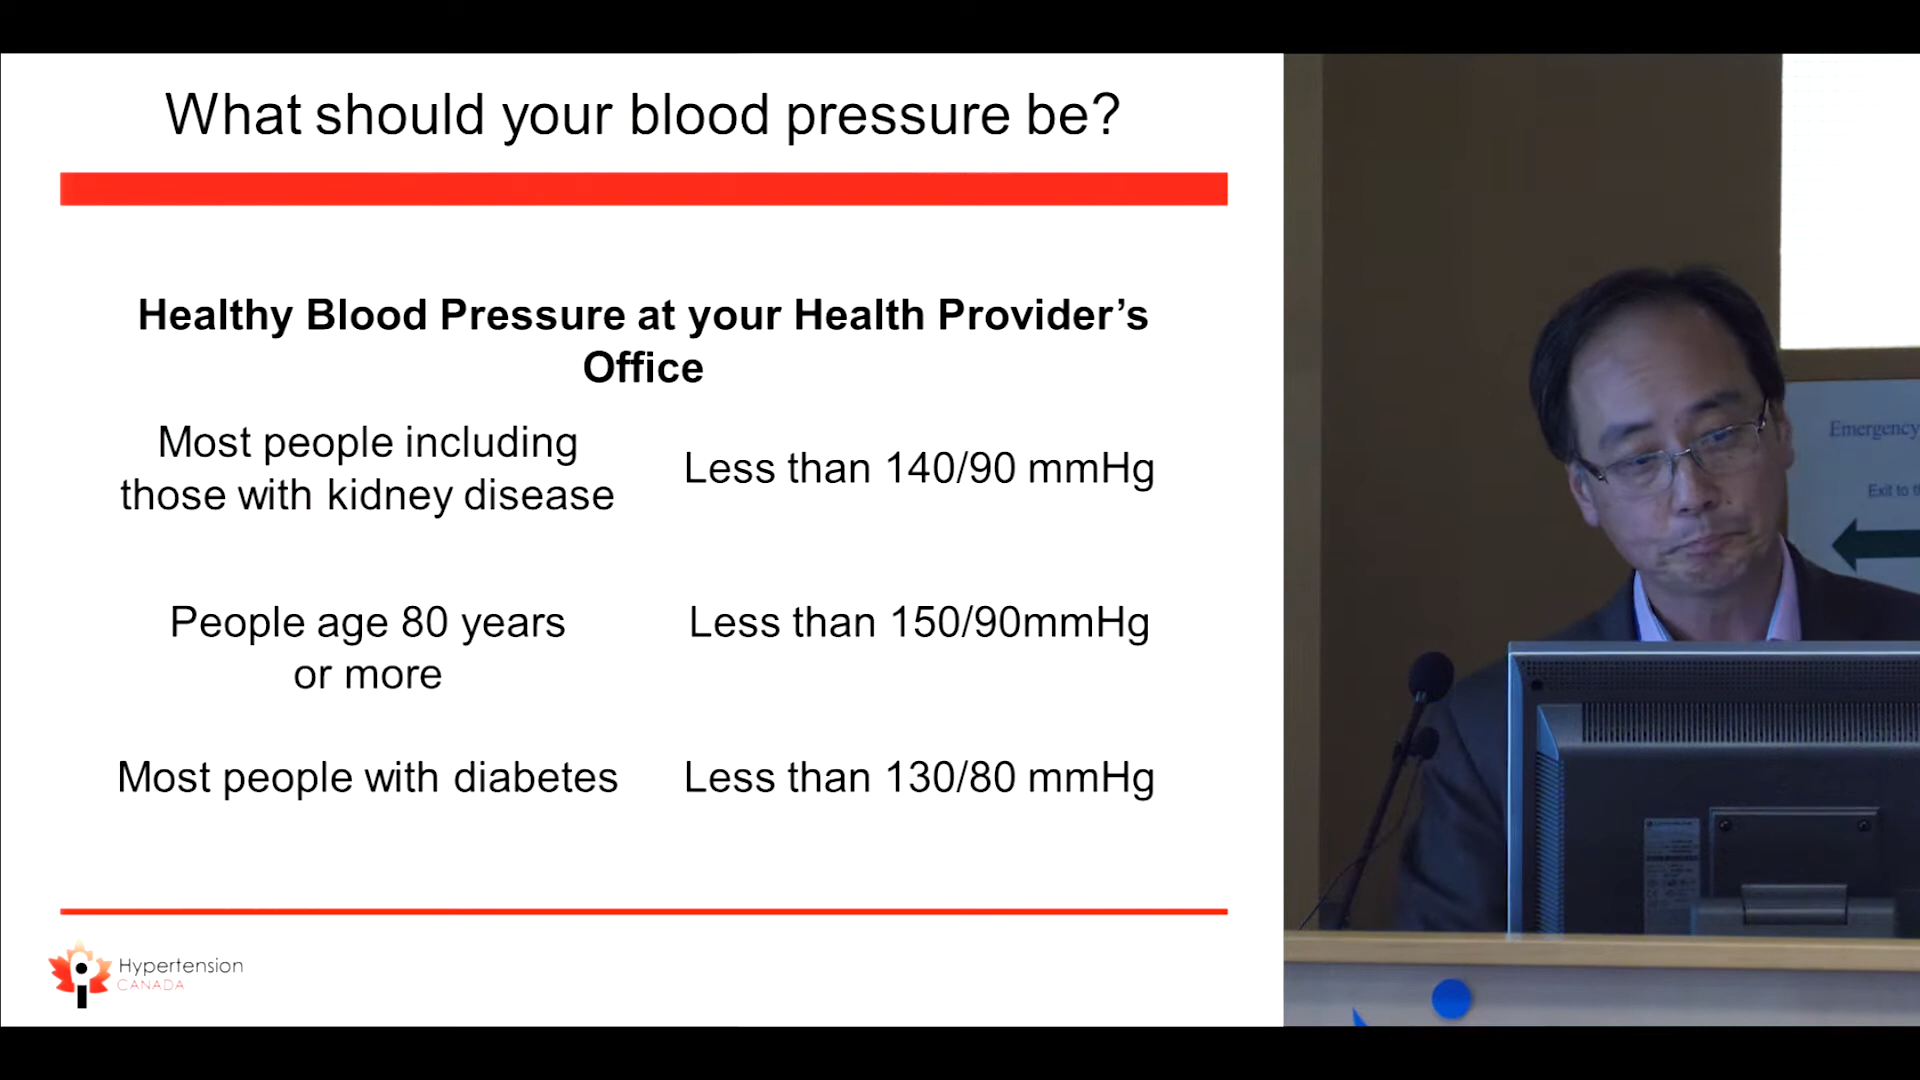 What should your blood pressure be?
Healthy Blood Pressure at your Health Provider’s
Office
Most people including
those with kidney disease
Less than 140/90 mmHg
People age 80 years
or more
Less than 150/90mmHg
Most people with diabetes
Less than 130/80 mmHg
Hypertension
CANADA
Emergency
Exit to